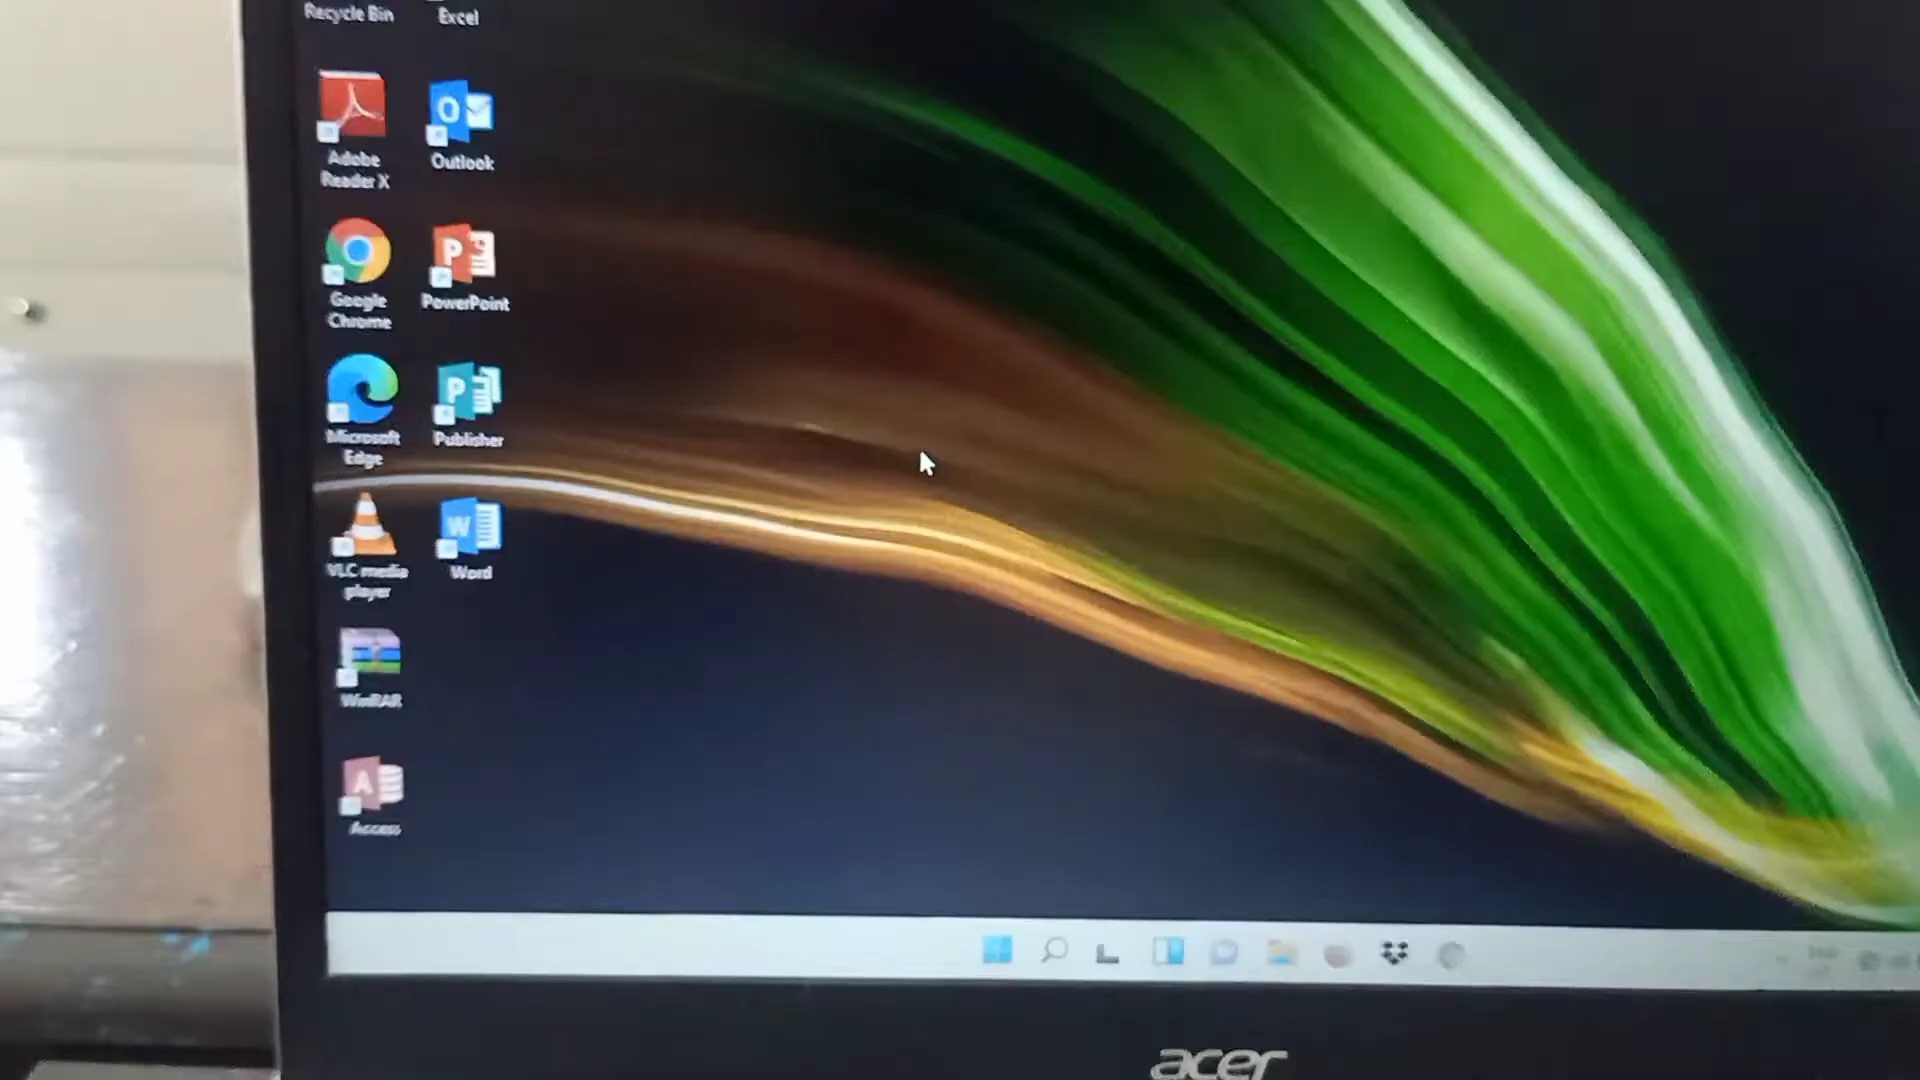 Recycle Bin
Excel
Adobe
Reader X
Outlook
Google
Chrome
PowerPoint
Microsoft
Edge
Publisher
VLC media
player
Word
WinRAR
Access
acer